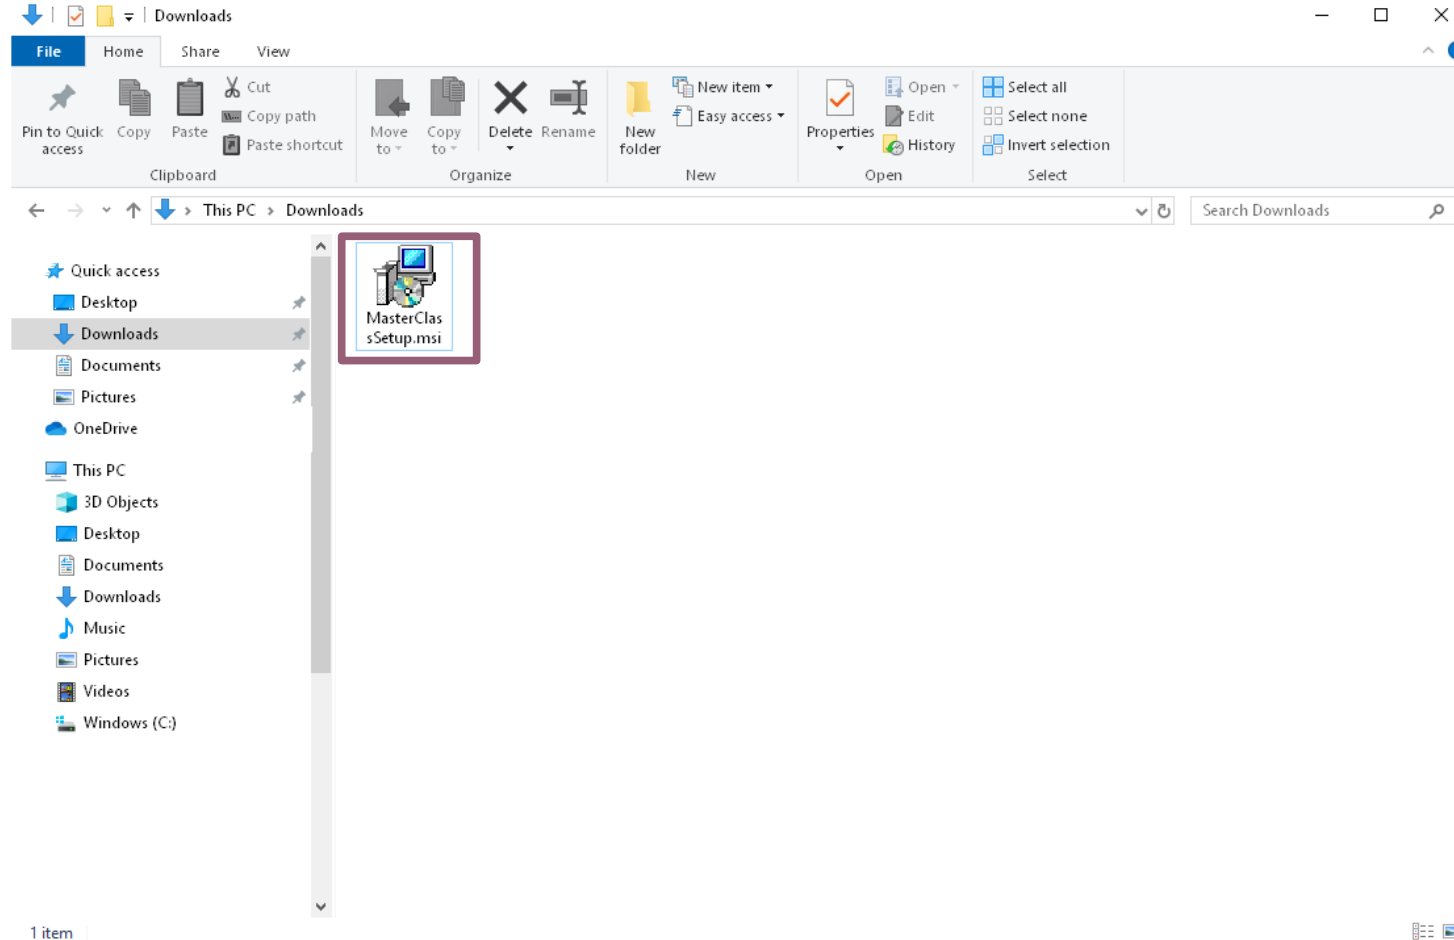 Downloads
File Home Share View
Pin to Quick access
Copy
Paste
Cut
Copy path
Paste shortcut
Move to
Copy to
Delete
Rename
New folder
New item
Easy access
Properties
Open
Edit
History
Select all
Select none
Invert selection
Clipboard Organize New Open Select
This PC > Downloads
Search Downloads
Quick access
Desktop
Downloads
Documents
Pictures
OneDrive
This PC
3D Objects
Desktop
Documents
Downloads
Music
Pictures
Videos
Windows (C:)
MasterClas
sSetup.msi
1 item